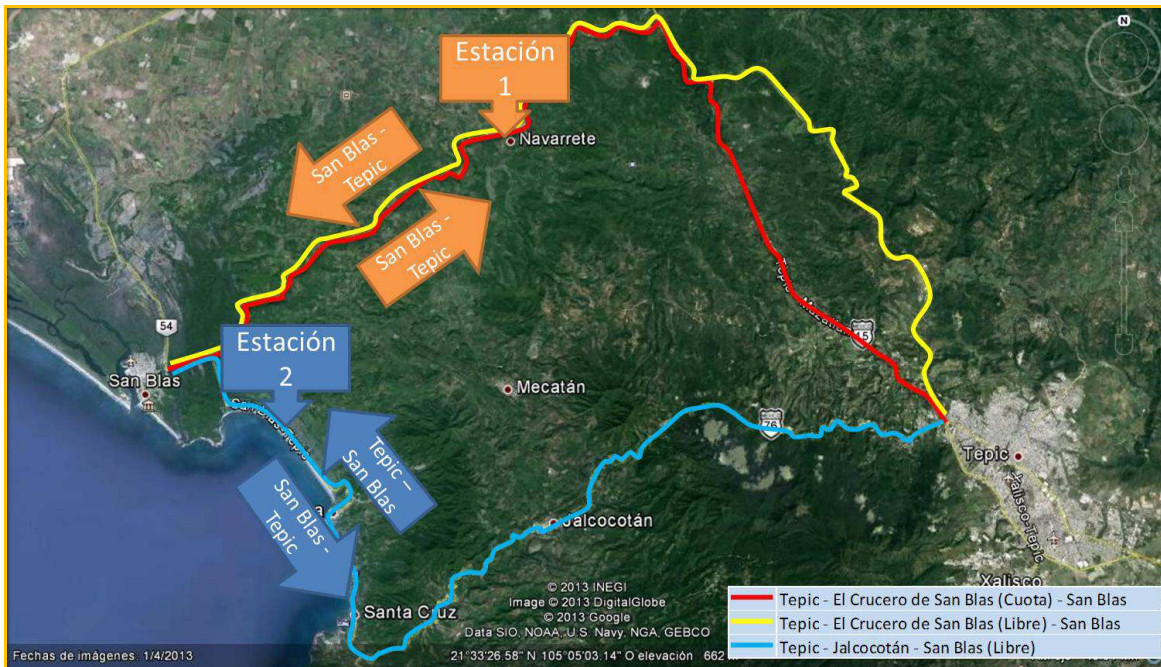 N
Estación
1
Navarrete
San Blas -
Tepic
San Blas -
Tepic
54
Estación
2
San Blas
Mecatán
15
76
Tepic
Tepic –
San Blas
San Blas -
Tepic
Jalcocotán
Xalisco-Tepic
Xalisco
Santa Cruz
© 2013 INEGI
Image © 2013 DigitalGlobe
© 2013 Google
Data SIO, NOAA, U.S. Navy, NGA, GEBCO
Fechas de imágenes: 1/4/2013
21°33'26.58" N 105°05'03.14" O elevación 662
Tepic - El Crucero de San Blas (Cuota) - San Blas
Tepic - El Crucero de San Blas (Libre) - San Blas
Tepic - Jalcocotán - San Blas (Libre)